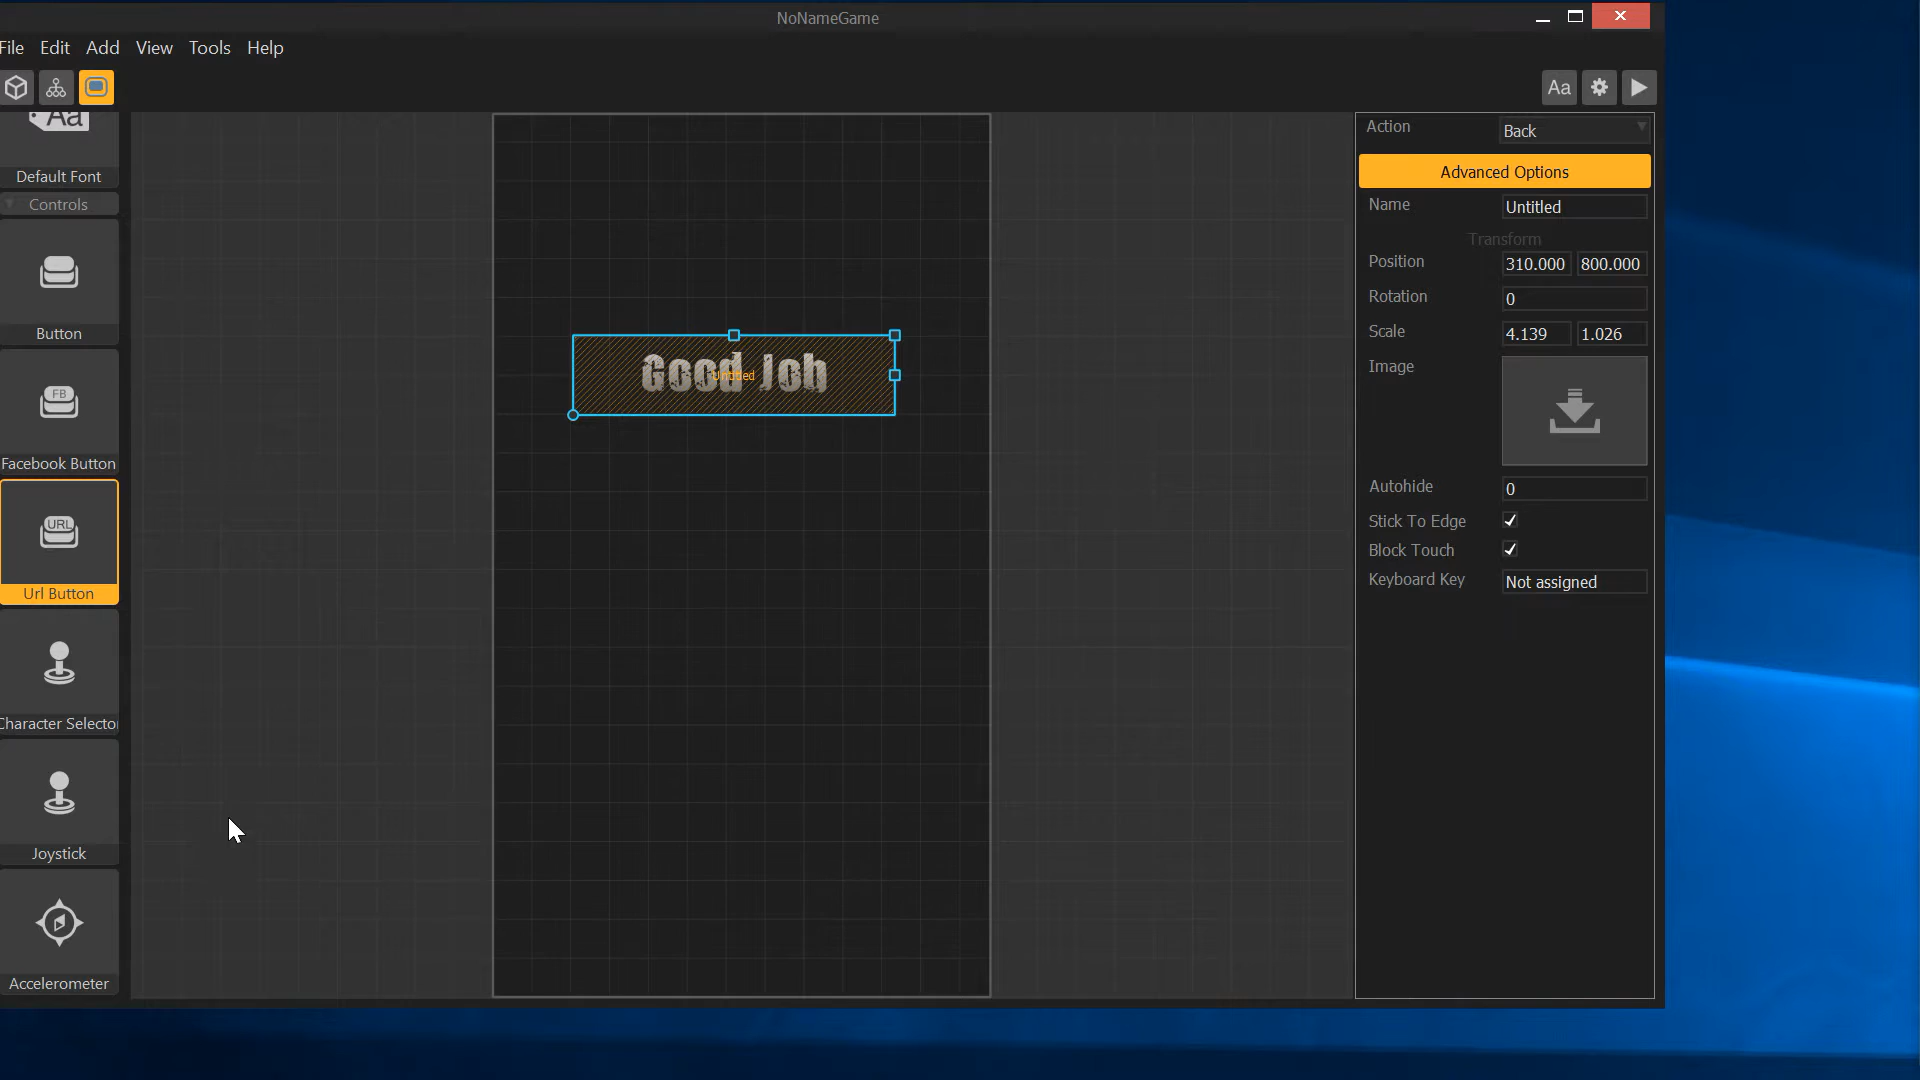 NoNameGame
File Edit Add View Tools Help
Aa
Aa
Default Font
Controls
Button
FB
Facebook Button
URL
Url Button
Character Selecto
Joystick
Accelerometer
Good Job
Untitled
Action Back
Advanced Options
Name Untitled
Transform
Position 310.000 800.000
Rotation 0
Scale 4.139 1.026
Image
Autohide 0
Stick To Edge
Block Touch
Keyboard Key Not assigned